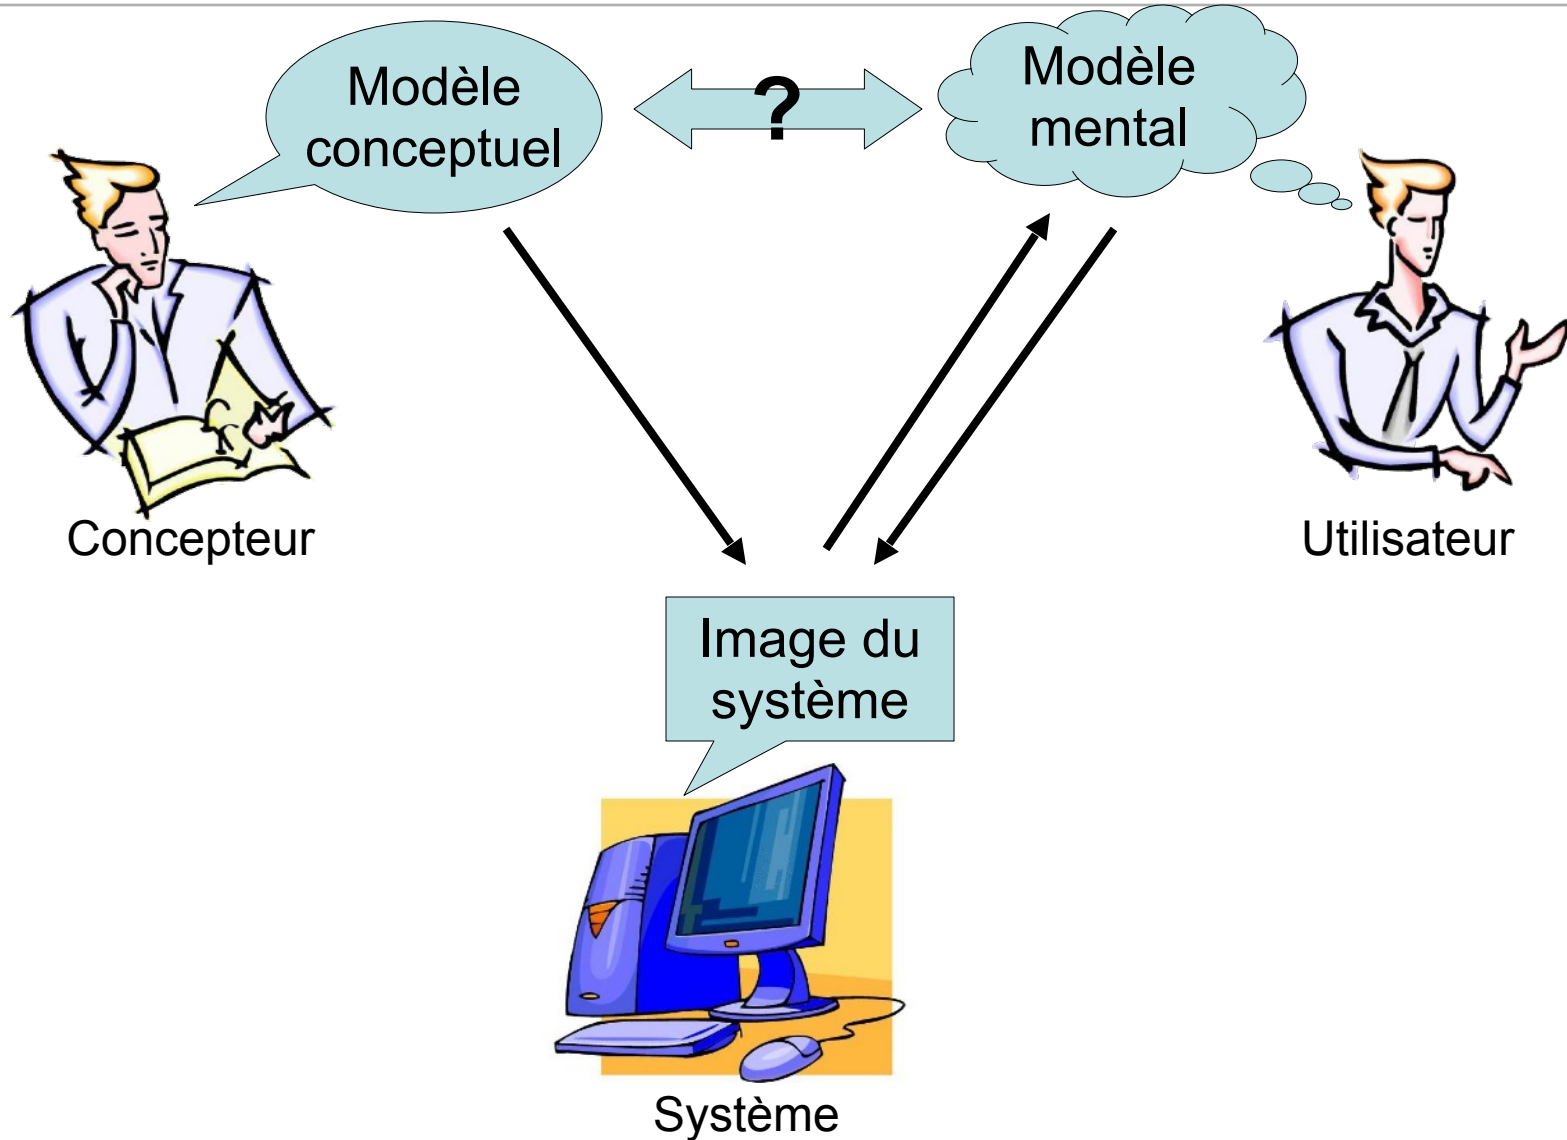 Modèle
conceptuel
?
Modèle
mental
Concepteur
Utilisateur
Image du
système
Système